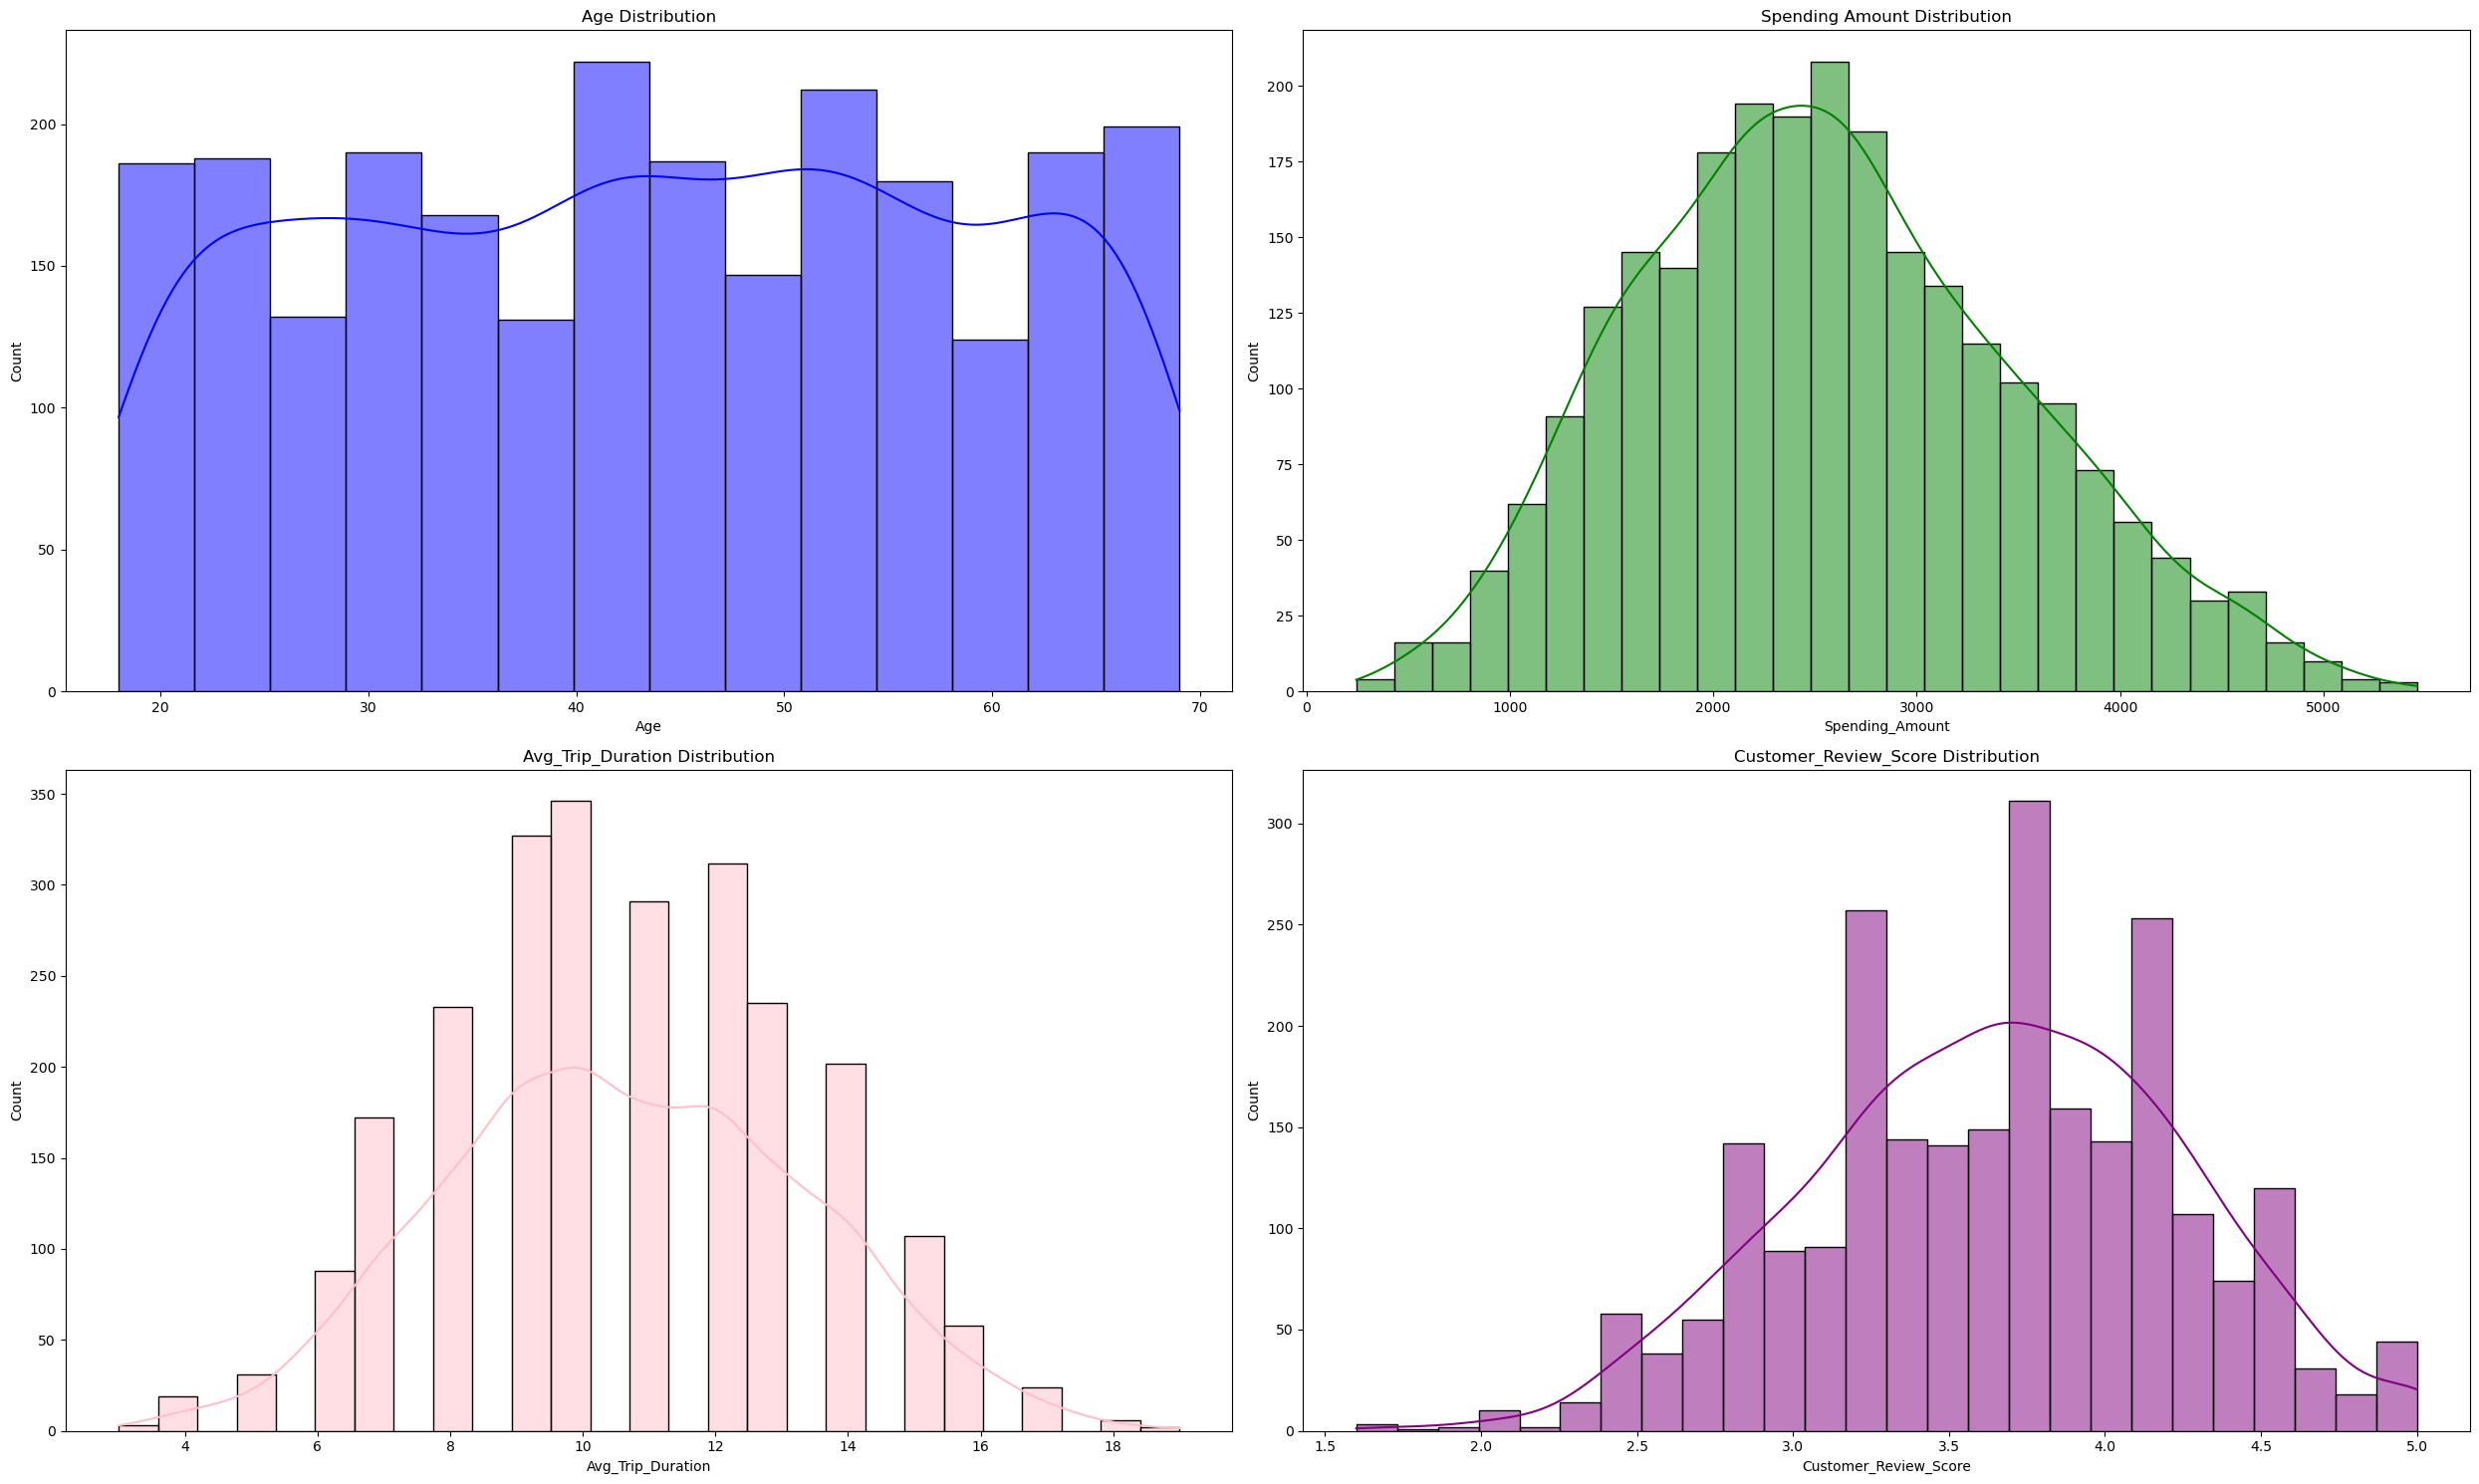 Age Distribution
Count
200
150
100
50
0
20 30 40 50 60 70
Age
Spending Amount Distribution
Count
200
175
150
125
100
75
50
25
0
0 1000 2000 3000 4000 5000
Spending_Amount
Avg_Trip_Duration Distribution
Count
350
300
250
200
150
100
50
0
4 6 8 10 12 14 16 18
Avg_Trip_Duration
Customer_Review_Score Distribution
Count
300
250
200
150
100
50
0
1.5 2.0 2.5 3.0 3.5 4.0 4.5 5.0
Customer_Review_Score